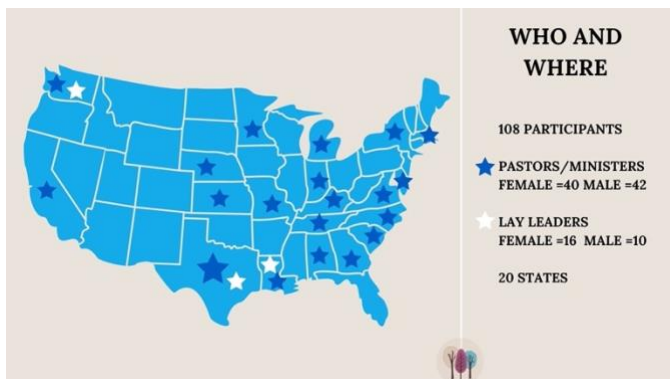 WHO AND
WHERE
108 PARTICIPANTS
PASTORS/MINISTERS
FEMALE =40 MALE =42
LAY LEADERS
FEMALE =16 MALE =10
20 STATES